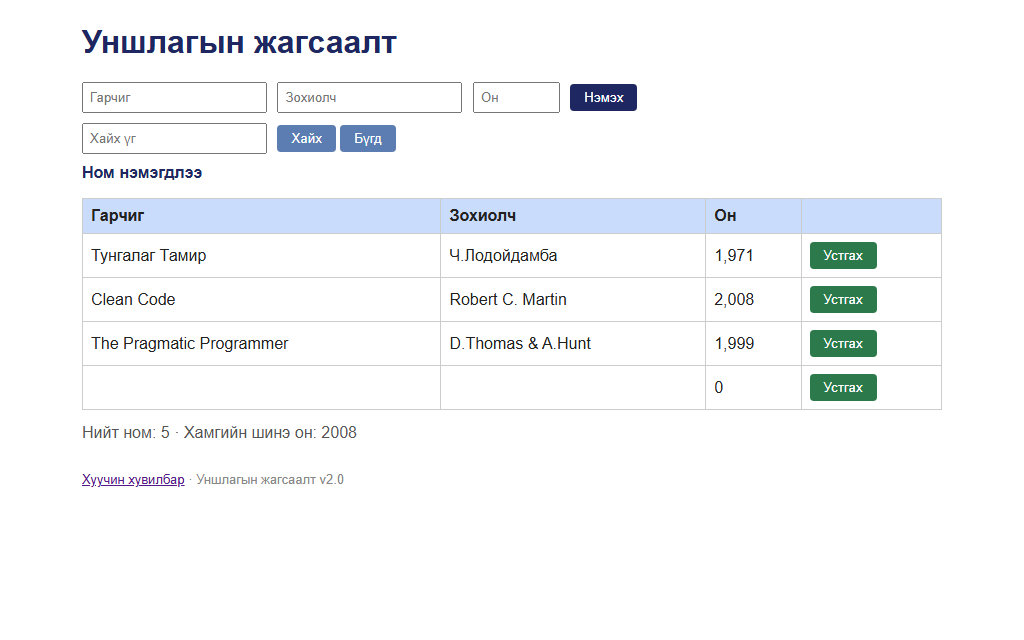 Уншлагын жагсаалт
Гарчиг Зохиолч Он Нэмэх
Хайх үг Хайх Бүгд
Ном нэмэгдлээ
Гарчиг Зохиолч Он
Тунгалаг Тамир Ч.Лодойдамба 1,971 Устгах
Clean Code Robert C. Martin 2,008 Устгах
The Pragmatic Programmer D.Thomas & A.Hunt 1,999 Устгах
0 Устгах
Нийт ном: 5 · Хамгийн шинэ он: 2008
Хуучин хувилбар · Уншлагын жагсаалт v2.0